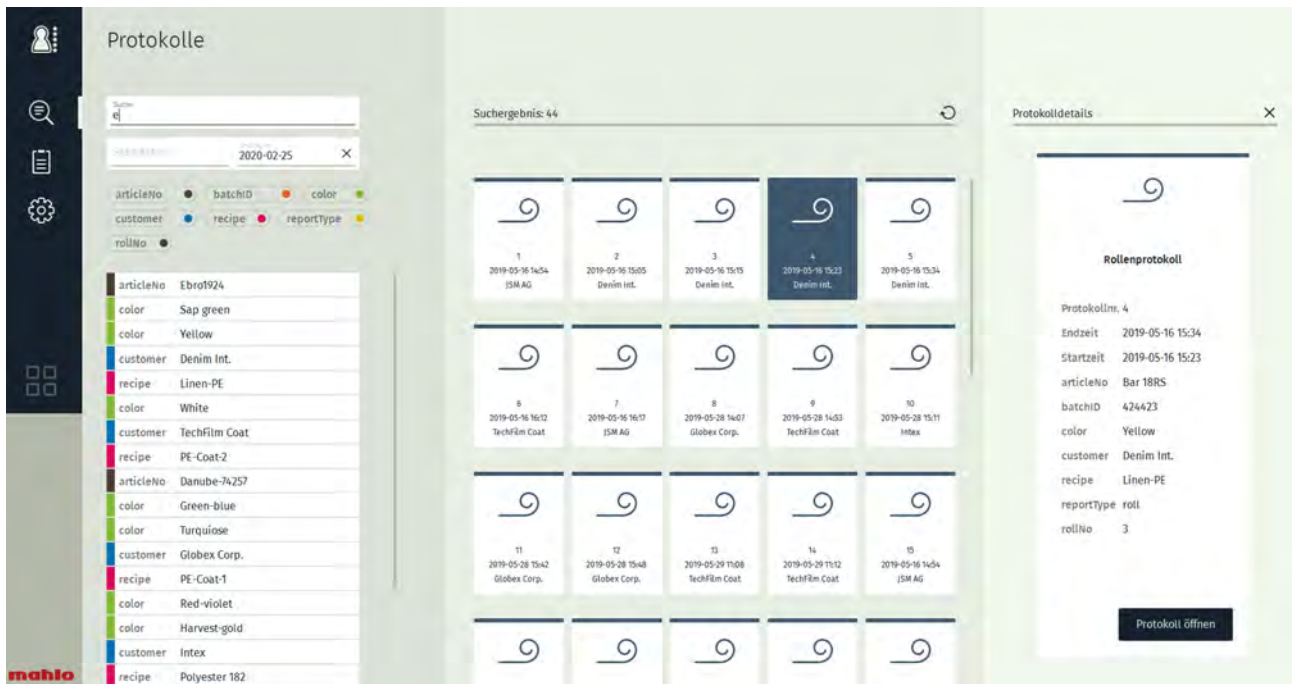 Protokolle
Suche
e
2020-02-25
articleNo batchID color
customer recipe reportType
rollNo
articleNo Ebro1924
color Sap green
color Yellow
customer Denim Int.
recipe Linen-PE
color White
customer TechFilm Coat
recipe PE-Coat-2
articleNo Danube-74257
color Green-blue
color Turquiose
customer Globex Corp.
recipe PE-Coat-1
color Red-violet
color Harvest-gold
customer Intex
recipe Polyester 182
mahlo
Suchergebnis: 44
1 2 3 4 5
2019-05-16 14:54 2019-05-16 15:05 2019-05-16 15:15 2019-05-16 15:23 2019-05-16 15:34
JSM AG Denim Int. Denim Int. Denim Int. Denim Int.
6 7 8 9 10
2019-05-16 16:12 2019-05-16 16:17 2019-05-28 14:07 2019-05-28 14:53 2019-05-28 15:11
TechFilm Coat JSM AG Globex Corp. TechFilm Coat Intex
11 12 13 14 15
2019-05-28 15:42 2019-05-28 15:48 2019-05-29 11:08 2019-05-29 11:12 2019-05-16 14:54
Globex Corp. Globex Corp. TechFilm Coat TechFilm Coat JSM AG
Protokolldetails
Rollenprotokoll
Protokollnr. 4
Endzeit 2019-05-16 15:34
Startzeit 2019-05-16 15:23
articleNo Bar 18RS
batchID 424423
color Yellow
customer Denim Int.
recipe Linen-PE
reportType roll
rollNo 3
Protokoll öffnen